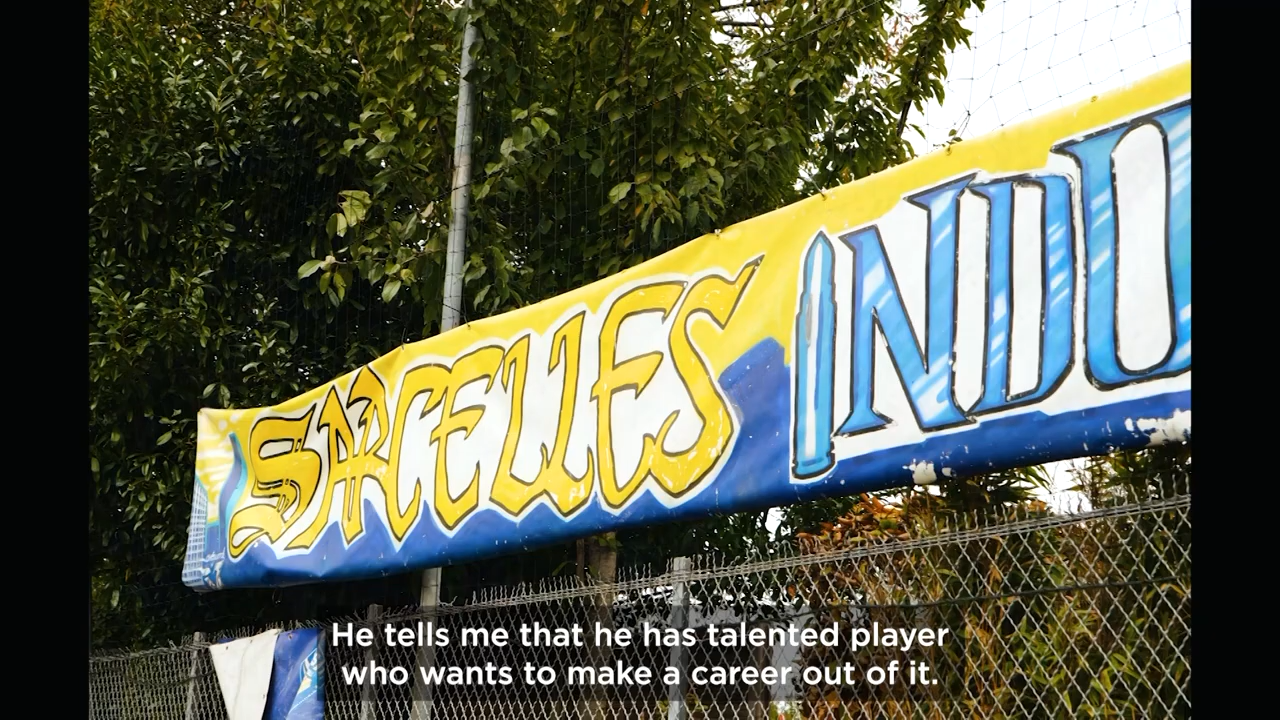 SARCELLES INDU
He tells me that he has talented player
who wants to make a career out of it.